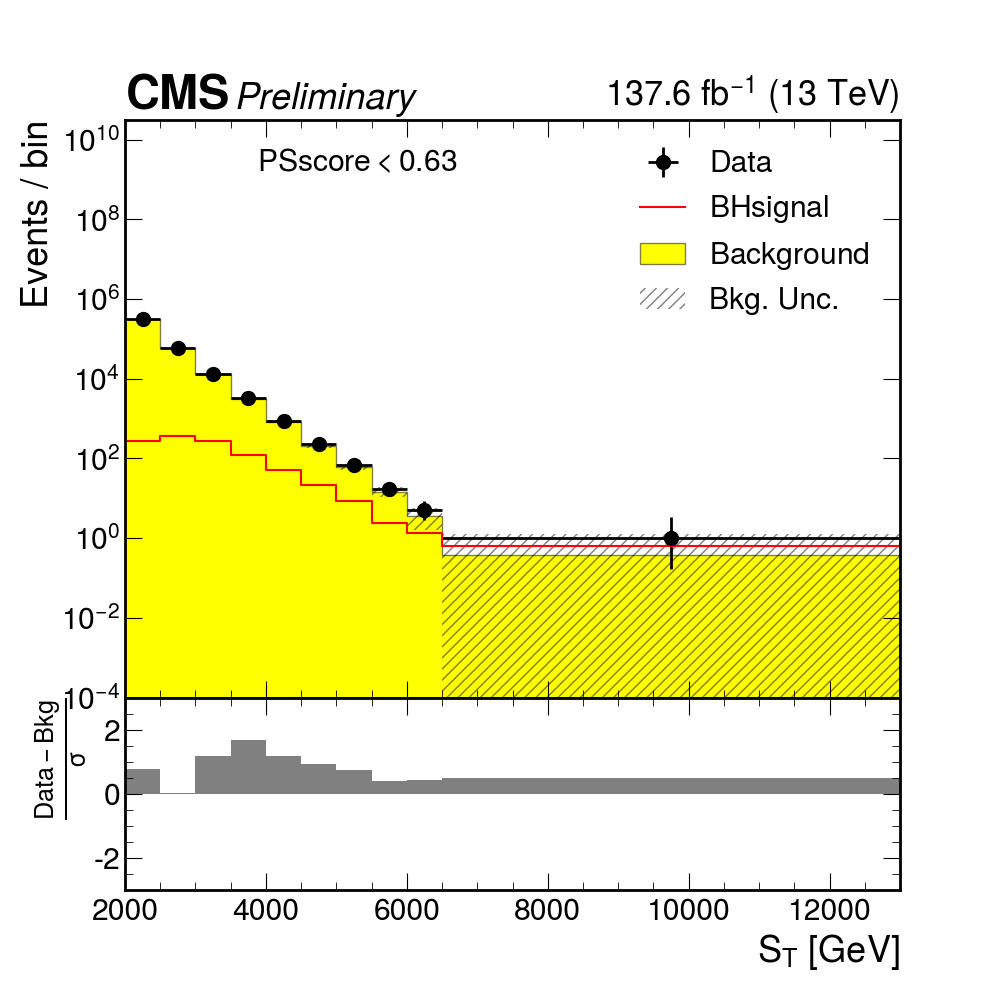 CMS Preliminary 137.6 fb⁻¹ (13 TeV)
Events / bin
10¹⁰
10⁸
10⁶
10⁴
10²
10⁰
10⁻²
10⁻⁴
PSscore < 0.63
Data
BHsignal
Background
Bkg. Unc.
Data − Bkg
σ
2
0
-2
2000 4000 6000 8000 10000 12000
S_T [GeV]